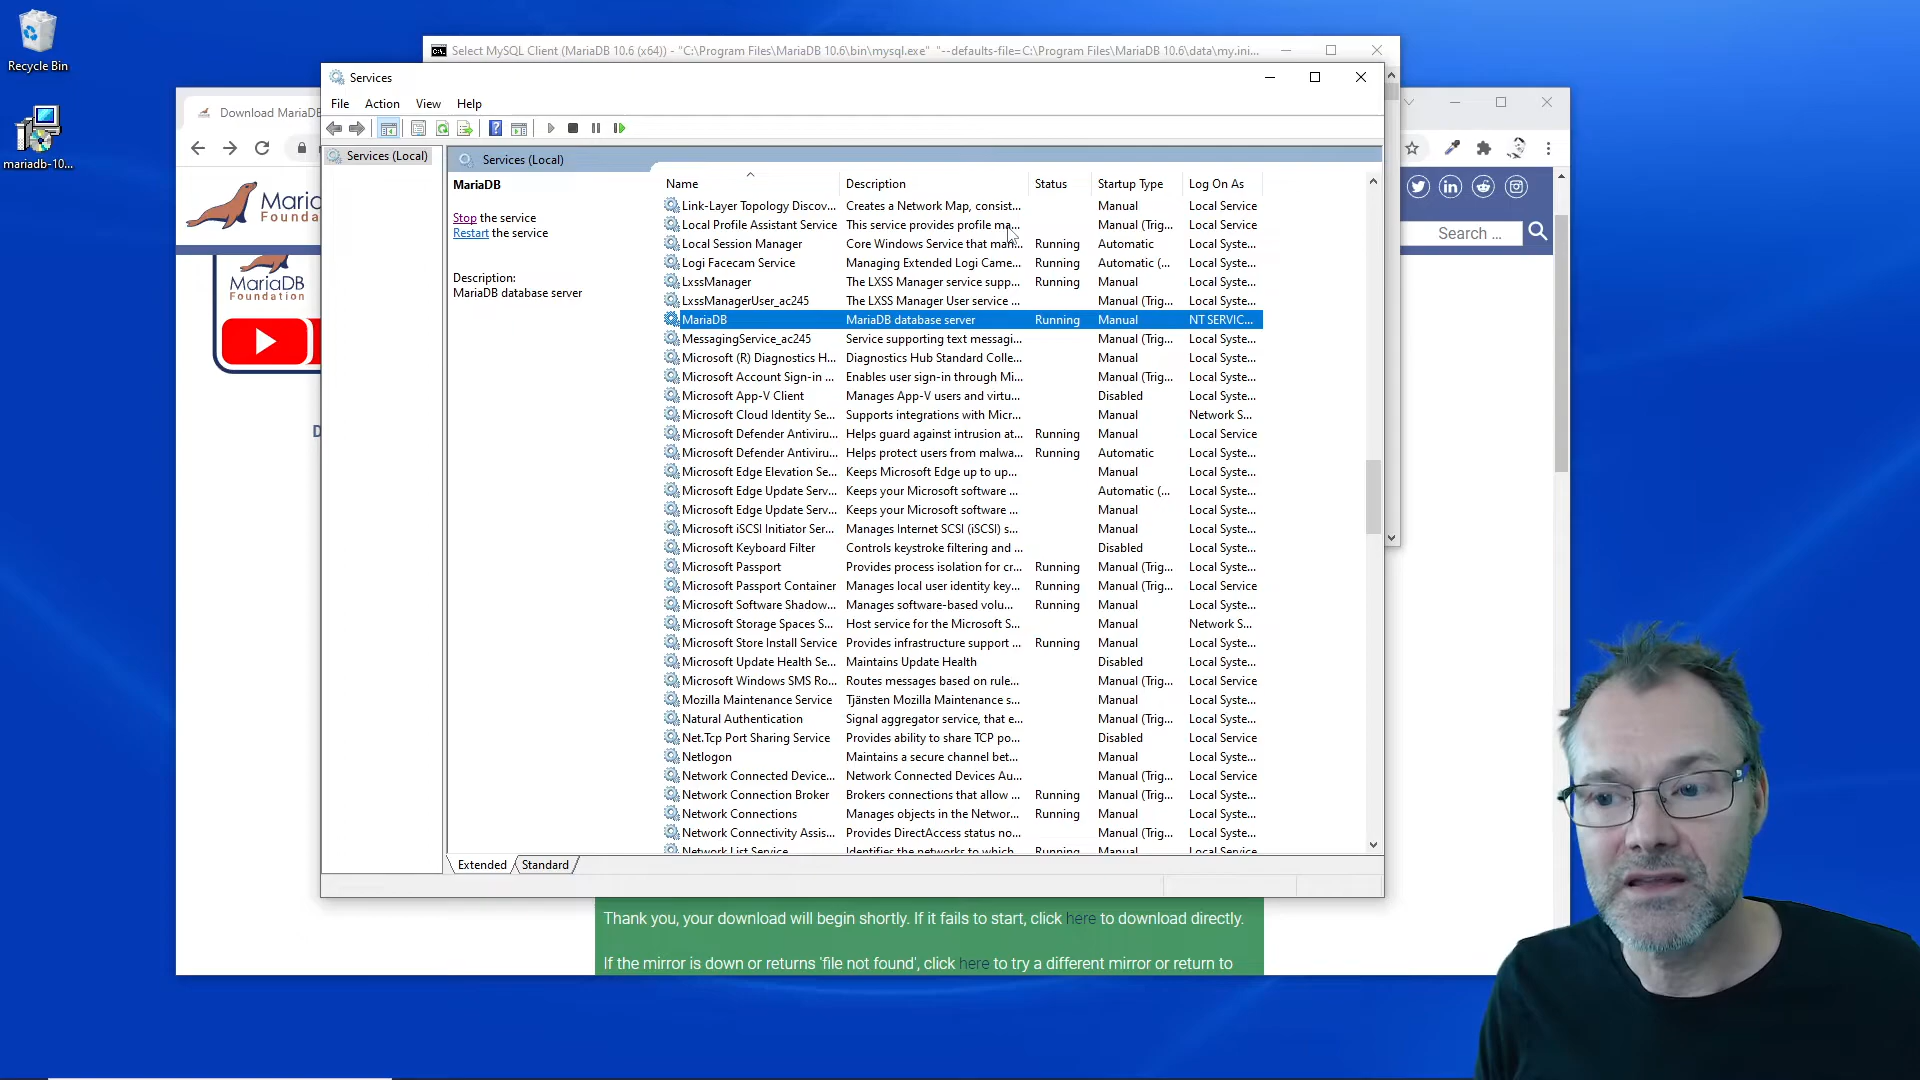 Recycle Bin
mariadb-10...
Select MySQL Client (MariaDB 10.6 (x64)) - "C:\Program Files\MariaDB 10.6\bin\mysql.exe" "--defaults-file=C:\Program Files\MariaDB 10.6\data\my.ini...
Download MariaDB
Services
File Action View Help
Services (Local)
Services (Local)
MariaDB
Stop the service
Restart the service
Description:
MariaDB database server
Name Description Status Startup Type Log On As
Link-Layer Topology Discov... Creates a Network Map, consist... Manual Local Service
Local Profile Assistant Service This service provides profile ma... Manual (Trig... Local Service
Local Session Manager Core Windows Service that man... Running Automatic Local Syste...
Logi Facecam Service Managing Extended Logi Came... Running Automatic (... Local Syste...
LxssManager The LXSS Manager service supp... Running Manual Local Syste...
LxssManagerUser_ac245 The LXSS Manager User service ... Manual (Trig... Local Syste...
MariaDB MariaDB database server Running Manual NT SERVIC...
MessagingService_ac245 Service supporting text messagi... Manual (Trig... Local Syste...
Microsoft (R) Diagnostics H... Diagnostics Hub Standard Colle... Manual Local Syste...
Microsoft Account Sign-in ... Enables user sign-in through Mi... Manual (Trig... Local Syste...
Microsoft App-V Client Manages App-V users and virtu... Disabled Local Syste...
Microsoft Cloud Identity Se... Supports integrations with Micr... Manual Network S...
Microsoft Defender Antiviru... Helps guard against intrusion at... Running Manual Local Service
Microsoft Defender Antiviru... Helps protect users from malwa... Running Automatic Local Syste...
Microsoft Edge Elevation Se... Keeps Microsoft Edge up to up... Manual Local Syste...
Microsoft Edge Update Serv... Keeps your Microsoft software ... Automatic (... Local Syste...
Microsoft Edge Update Serv... Keeps your Microsoft software ... Manual Local Syste...
Microsoft iSCSI Initiator Ser... Manages Internet SCSI (iSCSI) s... Manual Local Syste...
Microsoft Keyboard Filter Controls keystroke filtering and ... Disabled Local Syste...
Microsoft Passport Provides process isolation for cr... Running Manual (Trig... Local Syste...
Microsoft Passport Container Manages local user identity key... Running Manual (Trig... Local Service
Microsoft Software Shadow... Manages software-based volu... Running Manual Local Syste...
Microsoft Storage Spaces S... Host service for the Microsoft S... Manual Network S...
Microsoft Store Install Service Provides infrastructure support ... Running Manual Local Syste...
Microsoft Update Health Se... Maintains Update Health Disabled Local Syste...
Microsoft Windows SMS Ro... Routes messages based on rule... Manual (Trig... Local Service
Mozilla Maintenance Service Tjänsten Mozilla Maintenance s... Manual Local Syste...
Natural Authentication Signal aggregator service, that e... Manual (Trig... Local Syste...
Net.Tcp Port Sharing Service Provides ability to share TCP po... Disabled Local Service
Netlogon Maintains a secure channel bet... Manual Local Syste...
Network Connected Device... Network Connected Devices Au... Manual (Trig... Local Service
Network Connection Broker Brokers connections that allow ... Running Manual (Trig... Local Syste...
Network Connections Manages objects in the Networ... Running Manual Local Syste...
Network Connectivity Assis... Provides DirectAccess status no... Manual (Trig... Local Syste...
Network List Service Identifies the networks to which ... Running Manual Local Service
Extended Standard
Maria
Founda
MariaDB
Foundation
D
Search ...
Thank you, your download will begin shortly. If it fails to start, click here to download directly.
If the mirror is down or returns 'file not found', click here to try a different mirror or return to